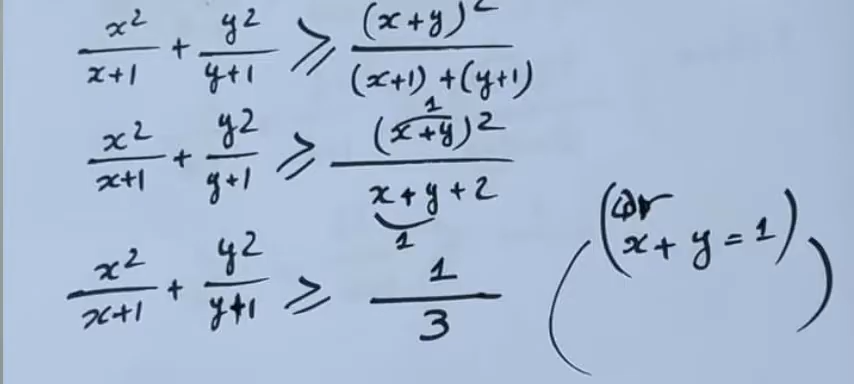 x²/(x+1) + y²/(y+1) ⩾ (x+y)²/((x+1)+(y+1))
x²/(x+1) + y²/(y+1) ⩾ (x+y)²/(x+y+2)
1
1
(or x+y=1)
x²/(x+1) + y²/(y+1) ⩾ 1/3